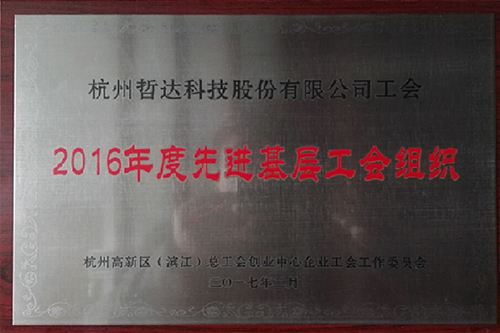 杭州哲达科技股份有限公司工会
2016年度先进基层工会组织
杭州高新区（滨江）总工会创业中心企业工会工作委员会
二〇一七年二月